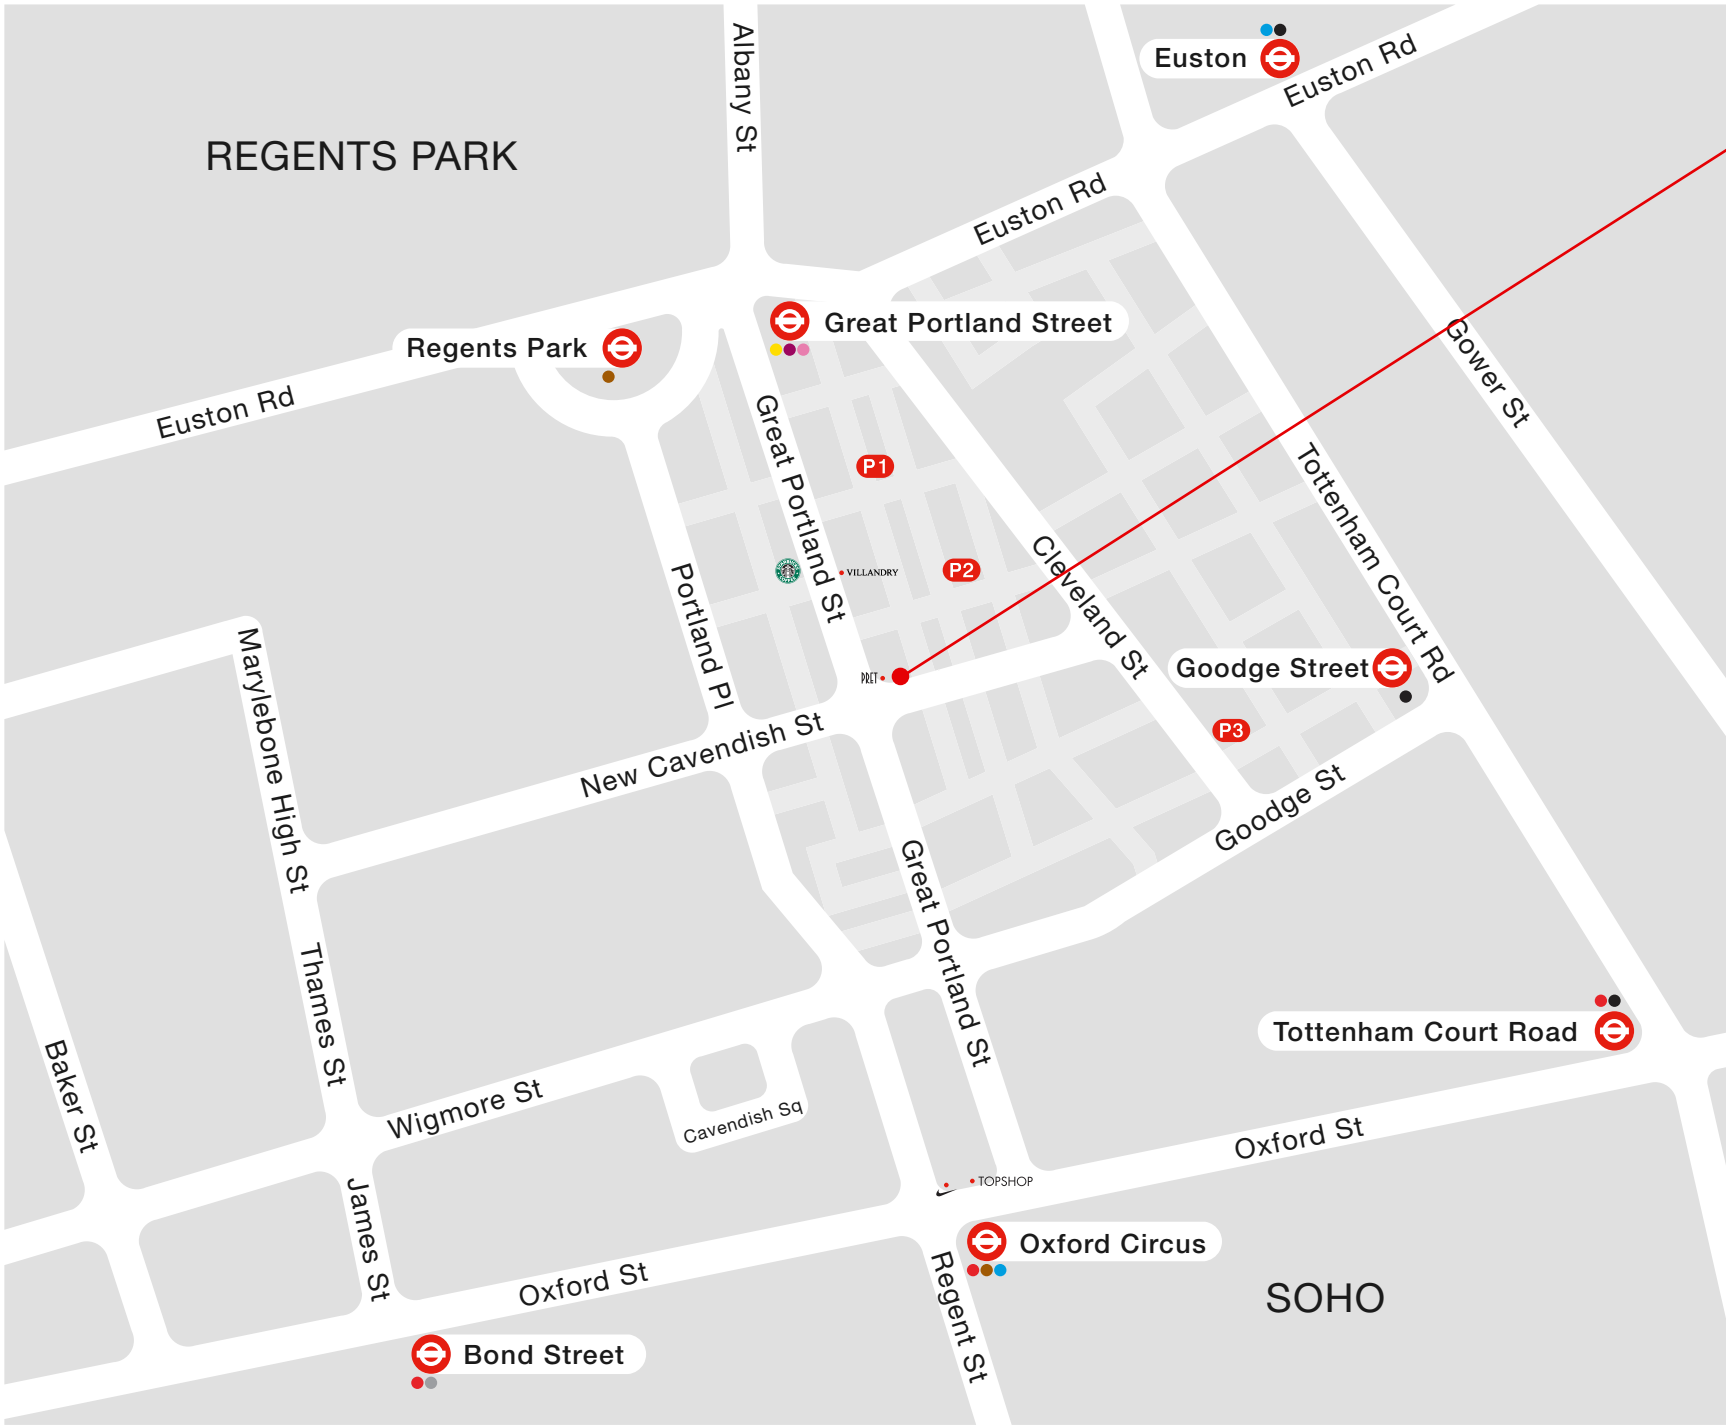 Albany St
Euston
Euston Rd
REGENTS PARK
Euston Rd
Great Portland Street
Regents Park
Gower St
Euston Rd
Great Portland St
P1
Tottenham Court Rd
Cleveland St
Portland Pl
VILLANDRY
P2
Marylebone High St
PRET
Goodge Street
New Cavendish St
P3
Goodge St
Great Portland St
Thames St
Tottenham Court Road
Baker St
Wigmore St
Cavendish Sq
Oxford St
James St
TOPSHOP
Oxford Circus
Regent St
Oxford St
SOHO
Bond Street